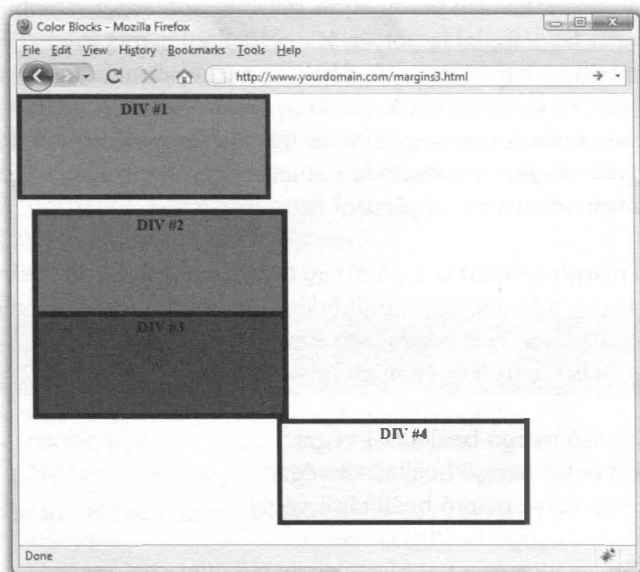 Color Blocks - Mozilla Firefox
File Edit View History Bookmarks Tools Help
http://www.yourdomain.com/margins3.html
DIV #1
DIV #2
DIV #3
DIV #4
Done